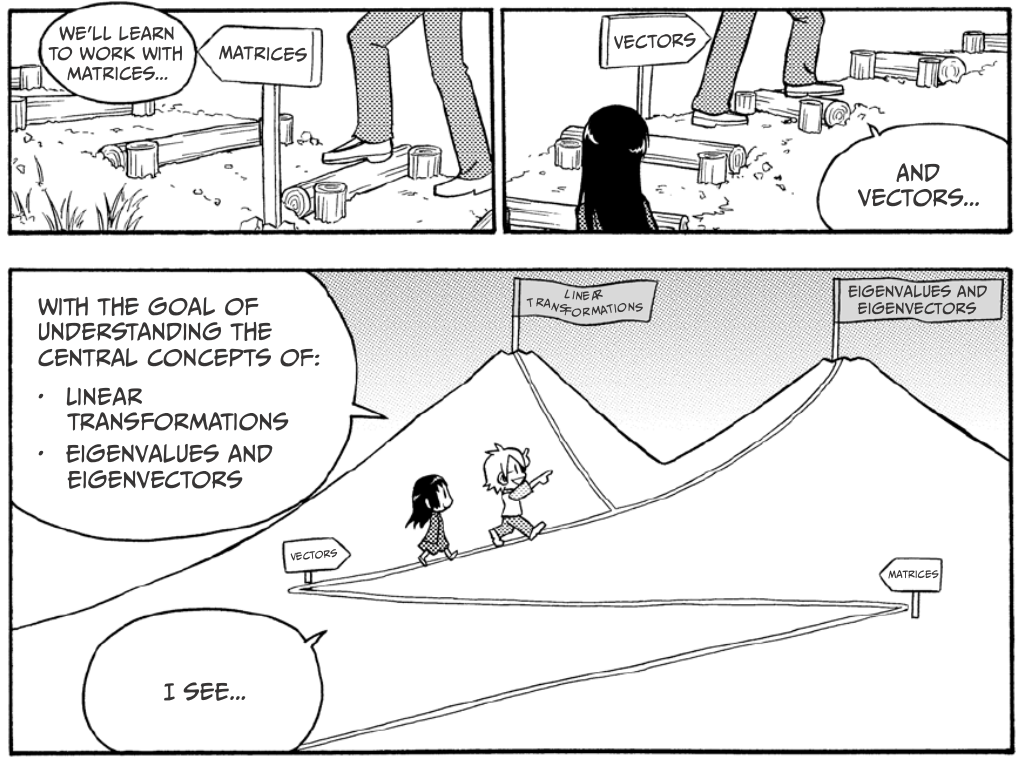 WE'LL LEARN
TO WORK WITH
MATRICES...
MATRICES
VECTORS
AND
VECTORS...
WITH THE GOAL OF
UNDERSTANDING THE
CENTRAL CONCEPTS OF:
• LINEAR
TRANSFORMATIONS
• EIGENVALUES AND
EIGENVECTORS
LINEAR
TRANSFORMATIONS
EIGENVALUES AND
EIGENVECTORS
VECTORS
MATRICES
I SEE...